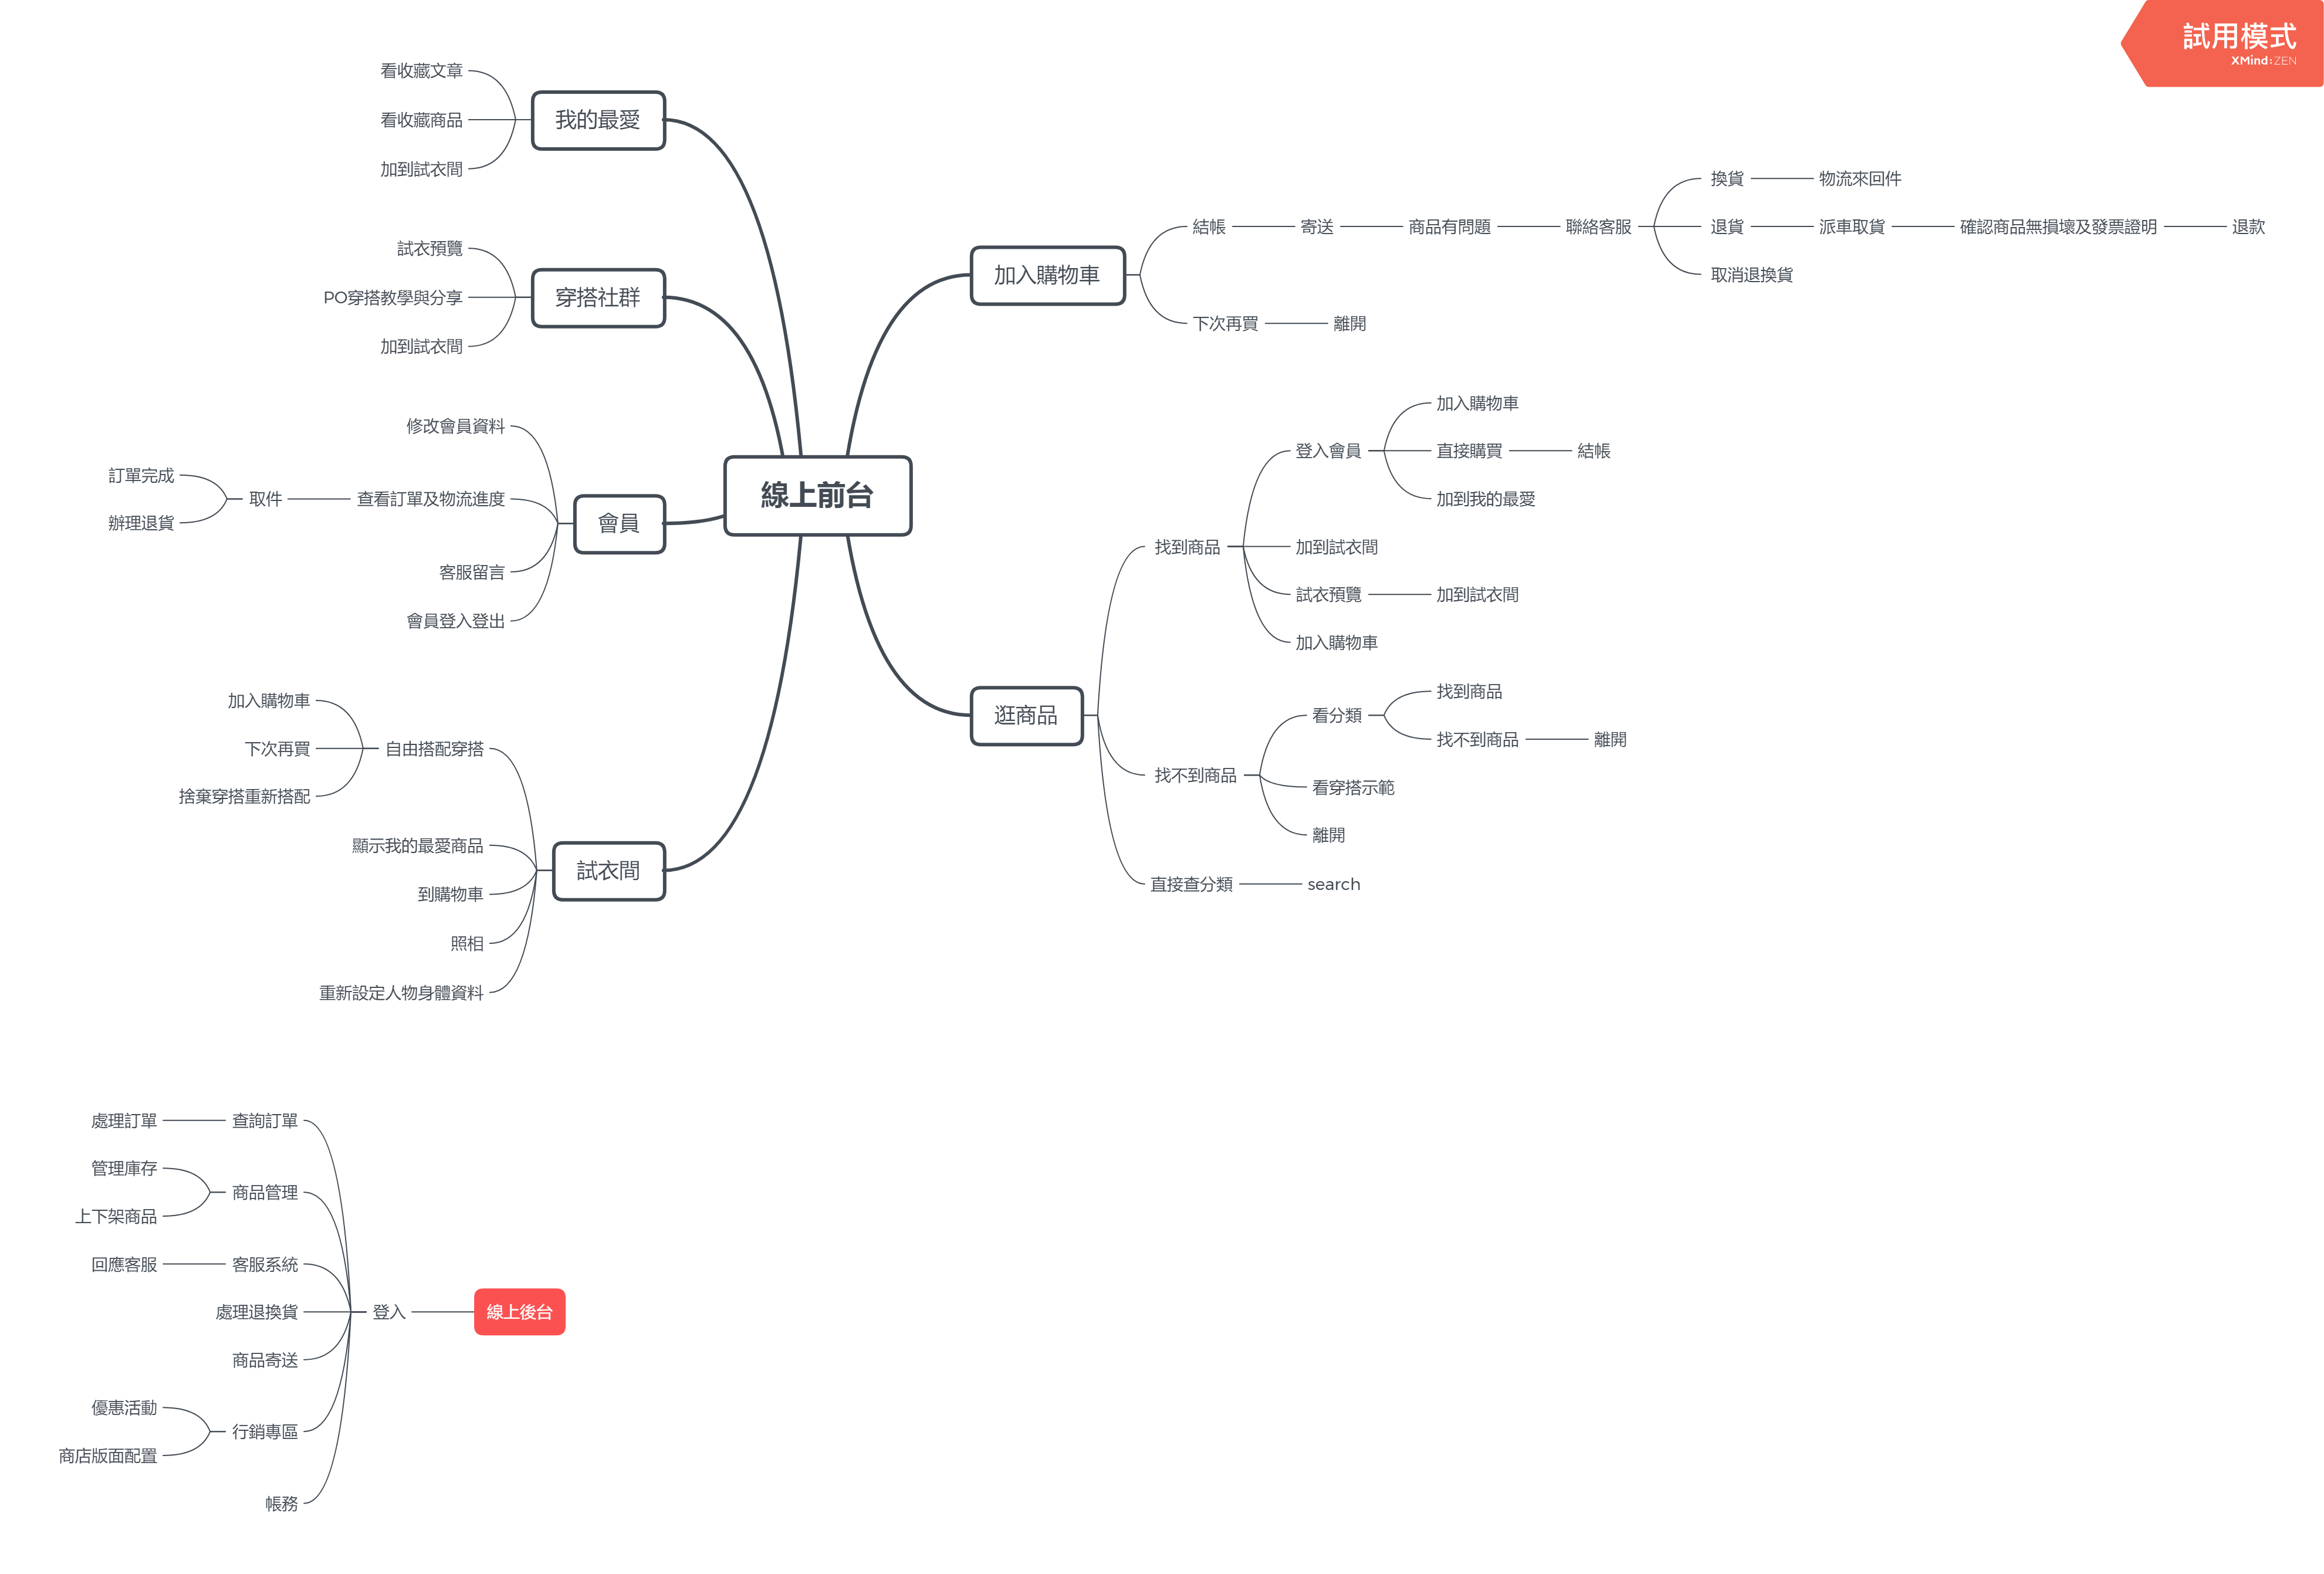 試用模式
XMind:ZEN
線上前台
加入購物車
結帳
寄送
商品有問題
聯絡客服
換貨
物流來回件
退貨
派車取貨
確認商品無損壞及發票證明
退款
取消退換貨
下次再買
離開
逛商品
找到商品
登入會員
加入購物車
直接購買
結帳
加到我的最愛
加到試衣間
試衣預覽
加到試衣間
加入購物車
找不到商品
看分類
找到商品
找不到商品
離開
看穿搭示範
離開
直接查分類
search
我的最愛
看收藏文章
看收藏商品
加到試衣間
穿搭社群
試衣預覽
PO穿搭教學與分享
加到試衣間
會員
修改會員資料
查看訂單及物流進度
取件
訂單完成
辦理退貨
客服留言
會員登入登出
試衣間
自由搭配穿搭
加入購物車
下次再買
捨棄穿搭重新搭配
顯示我的最愛商品
到購物車
照相
重新設定人物身體資料
線上後台
登入
查詢訂單
處理訂單
商品管理
管理庫存
上下架商品
客服系統
回應客服
處理退換貨
商品寄送
行銷專區
優惠活動
商店版面配置
帳務